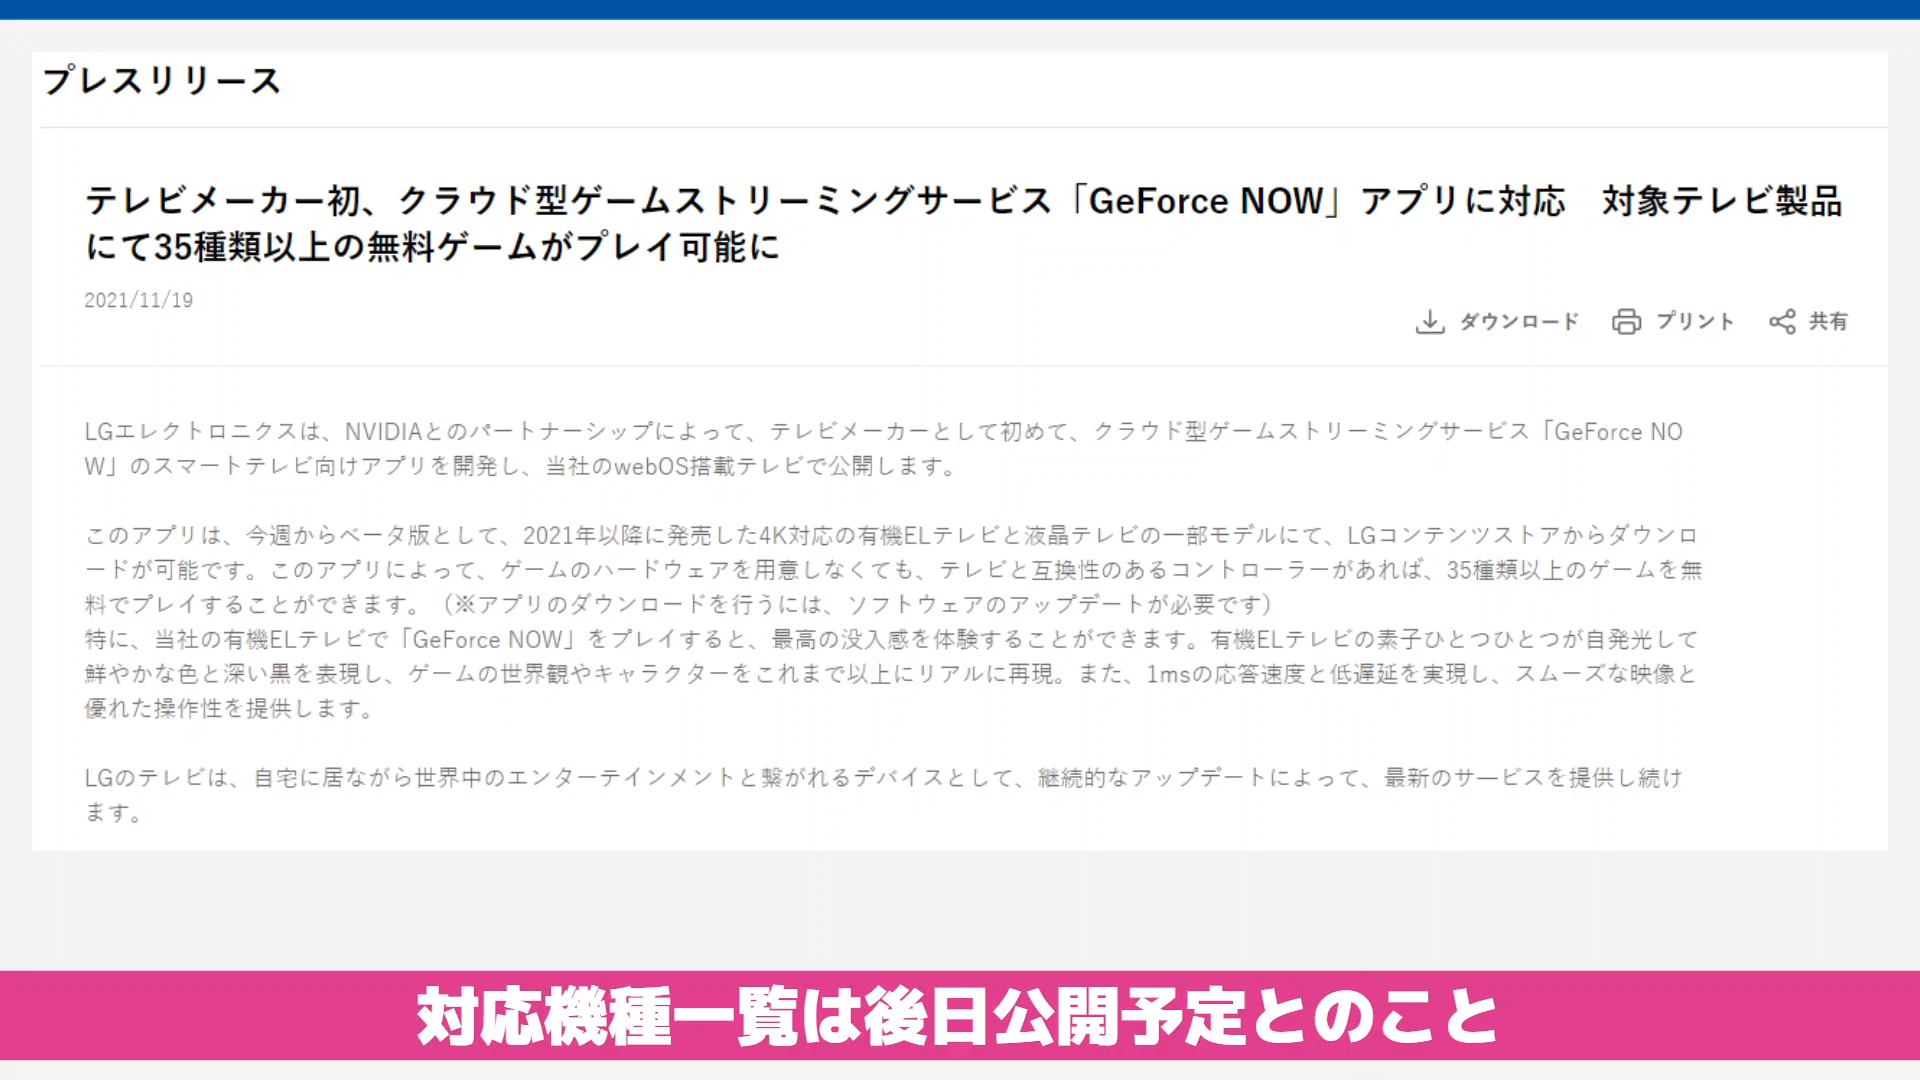 プレスリリース
テレビメーカー初、クラウド型ゲームストリーミングサービス「GeForce NOW」アプリに対応　対象テレビ製品
にて35種類以上の無料ゲームがプレイ可能に
2021/11/19
ダウンロード プリント 共有
LGエレクトロニクスは、NVIDIAとのパートナーシップによって、テレビメーカーとして初めて、クラウド型ゲームストリーミングサービス「GeForce NO
W」のスマートテレビ向けアプリを開発し、当社のwebOS搭載テレビで公開します。
このアプリは、今週からベータ版として、2021年以降に発売した4K対応の有機ELテレビと液晶テレビの一部モデルにて、LGコンテンツストアからダウンロ
ードが可能です。このアプリによって、ゲームのハードウェアを用意しなくても、テレビと互換性のあるコントローラーがあれば、35種類以上のゲームを無
料でプレイすることができます。（※アプリのダウンロードを行うには、ソフトウェアのアップデートが必要です）
特に、当社の有機ELテレビで「GeForce NOW」をプレイすると、最高の没入感を体験することができます。有機ELテレビの素子ひとつひとつが自発光して
鮮やかな色と深い黒を表現し、ゲームの世界観やキャラクターをこれまで以上にリアルに再現。また、1msの応答速度と低遅延を実現し、スムーズな映像と
優れた操作性を提供します。
LGのテレビは、自宅に居ながら世界中のエンターテインメントと繋がれるデバイスとして、継続的なアップデートによって、最新のサービスを提供し続け
ます。
対応機種一覧は後日公開予定とのこと